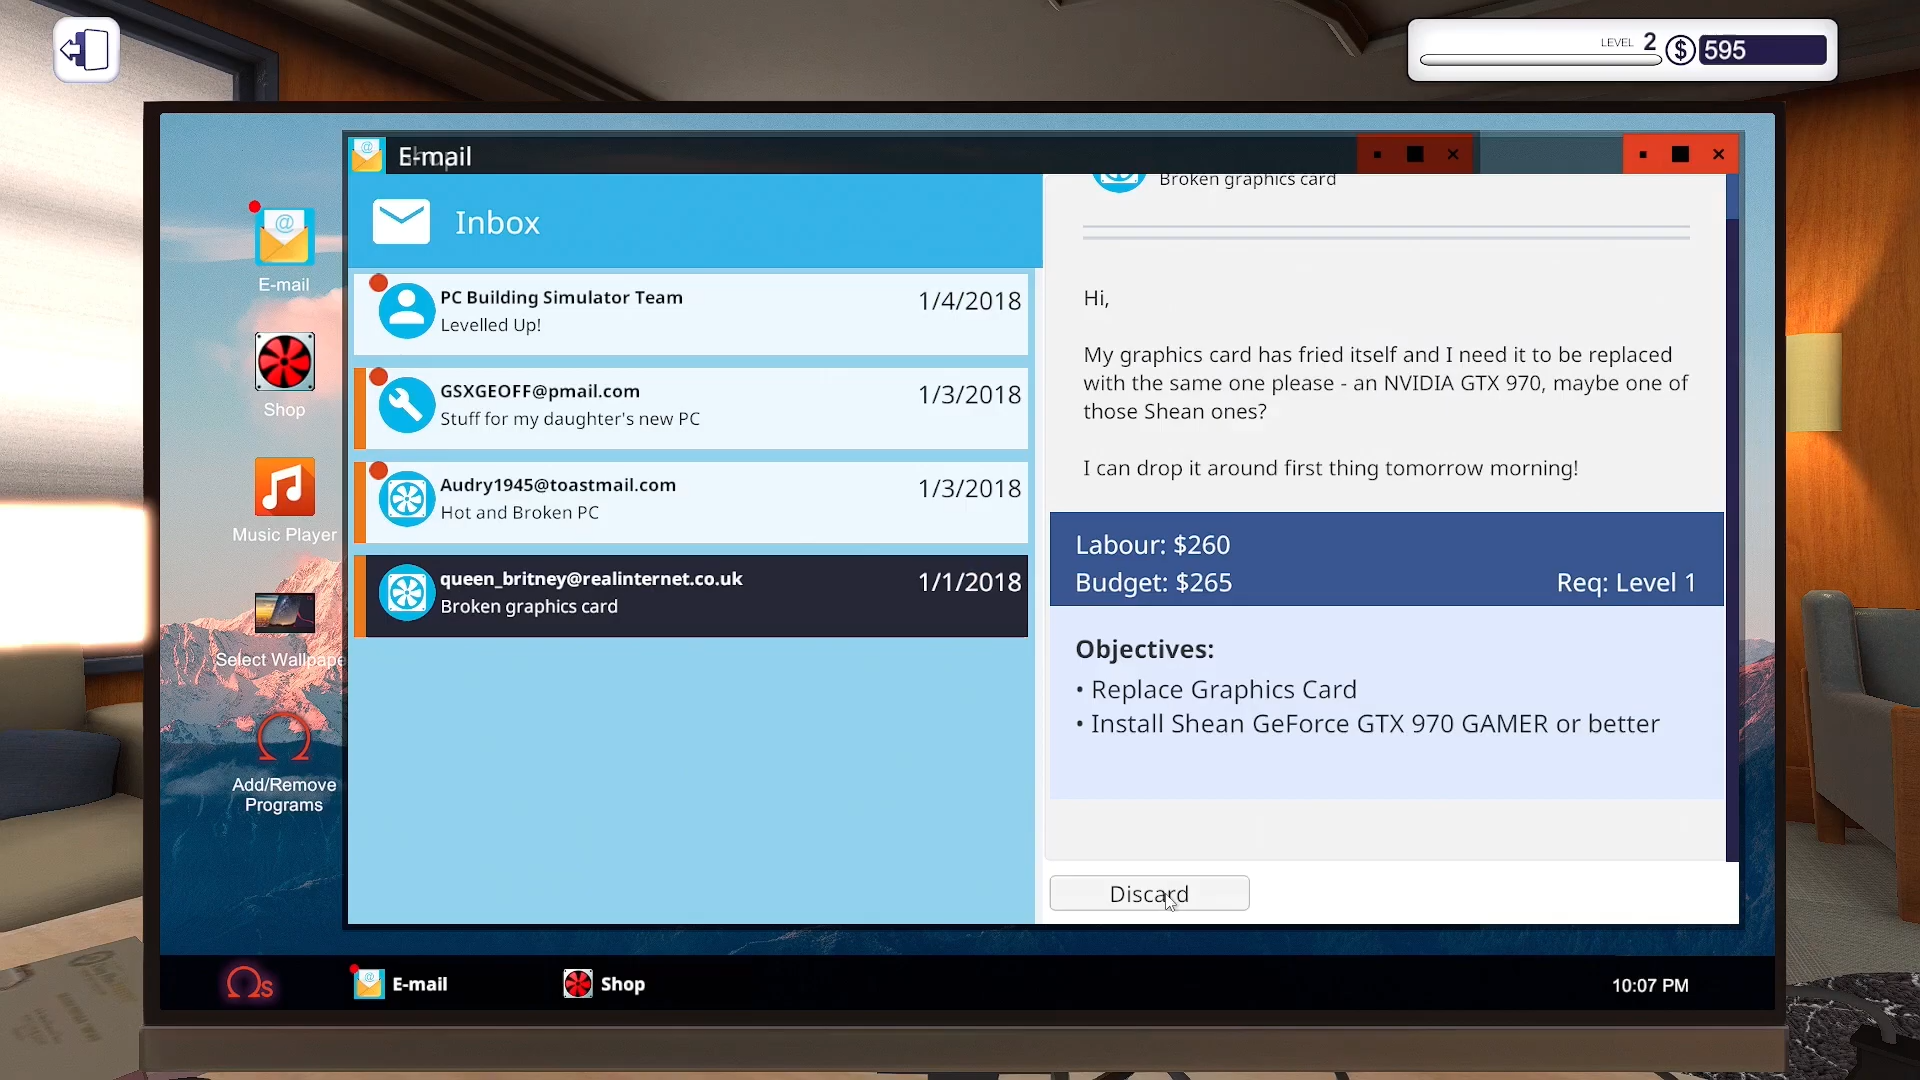 LEVEL 2 $ 595
E-mail
Inbox
PC Building Simulator Team 1/4/2018
Levelled Up!
GSXGEOFF@pmail.com 1/3/2018
Stuff for my daughter's new PC
Audry1945@toastmail.com 1/3/2018
Hot and Broken PC
queen_britney@realinternet.co.uk 1/1/2018
Broken graphics card
Broken graphics card
Hi,
My graphics card has fried itself and I need it to be replaced
with the same one please - an NVIDIA GTX 970, maybe one of
those Shean ones?
I can drop it around first thing tomorrow morning!
Labour: $260
Budget: $265 Req: Level 1
Objectives:
• Replace Graphics Card
• Install Shean GeForce GTX 970 GAMER or better
Discard
E-mail
Shop
Music Player
Select Wallpape
Add/Remove
Programs
Ωs E-mail Shop 10:07 PM